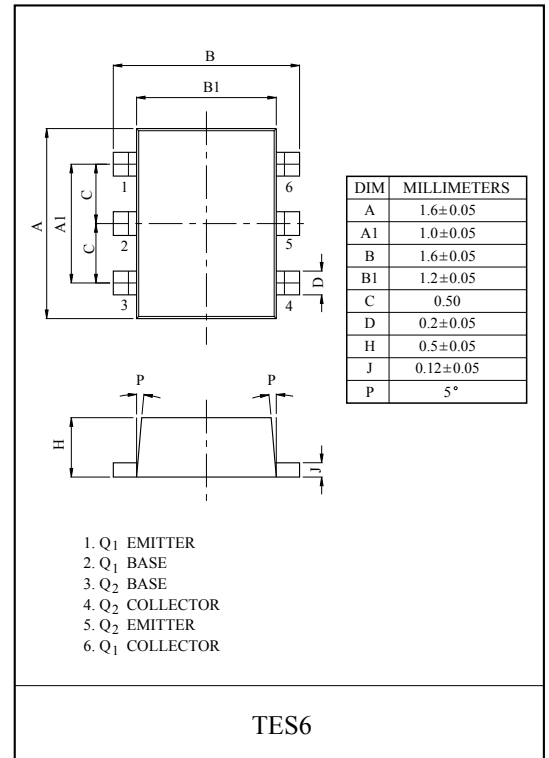 B
B1
1
6
A
A1
C
2
5
C
D
3
4
DIM MILLIMETERS
A 1.6±0.05
A1 1.0±0.05
B 1.6±0.05
B1 1.2±0.05
C 0.50
D 0.2±0.05
H 0.5±0.05
J 0.12±0.05
P 5°
P P
H
J
1. Q1 EMITTER
2. Q1 BASE
3. Q2 BASE
4. Q2 COLLECTOR
5. Q2 EMITTER
6. Q1 COLLECTOR
TES6